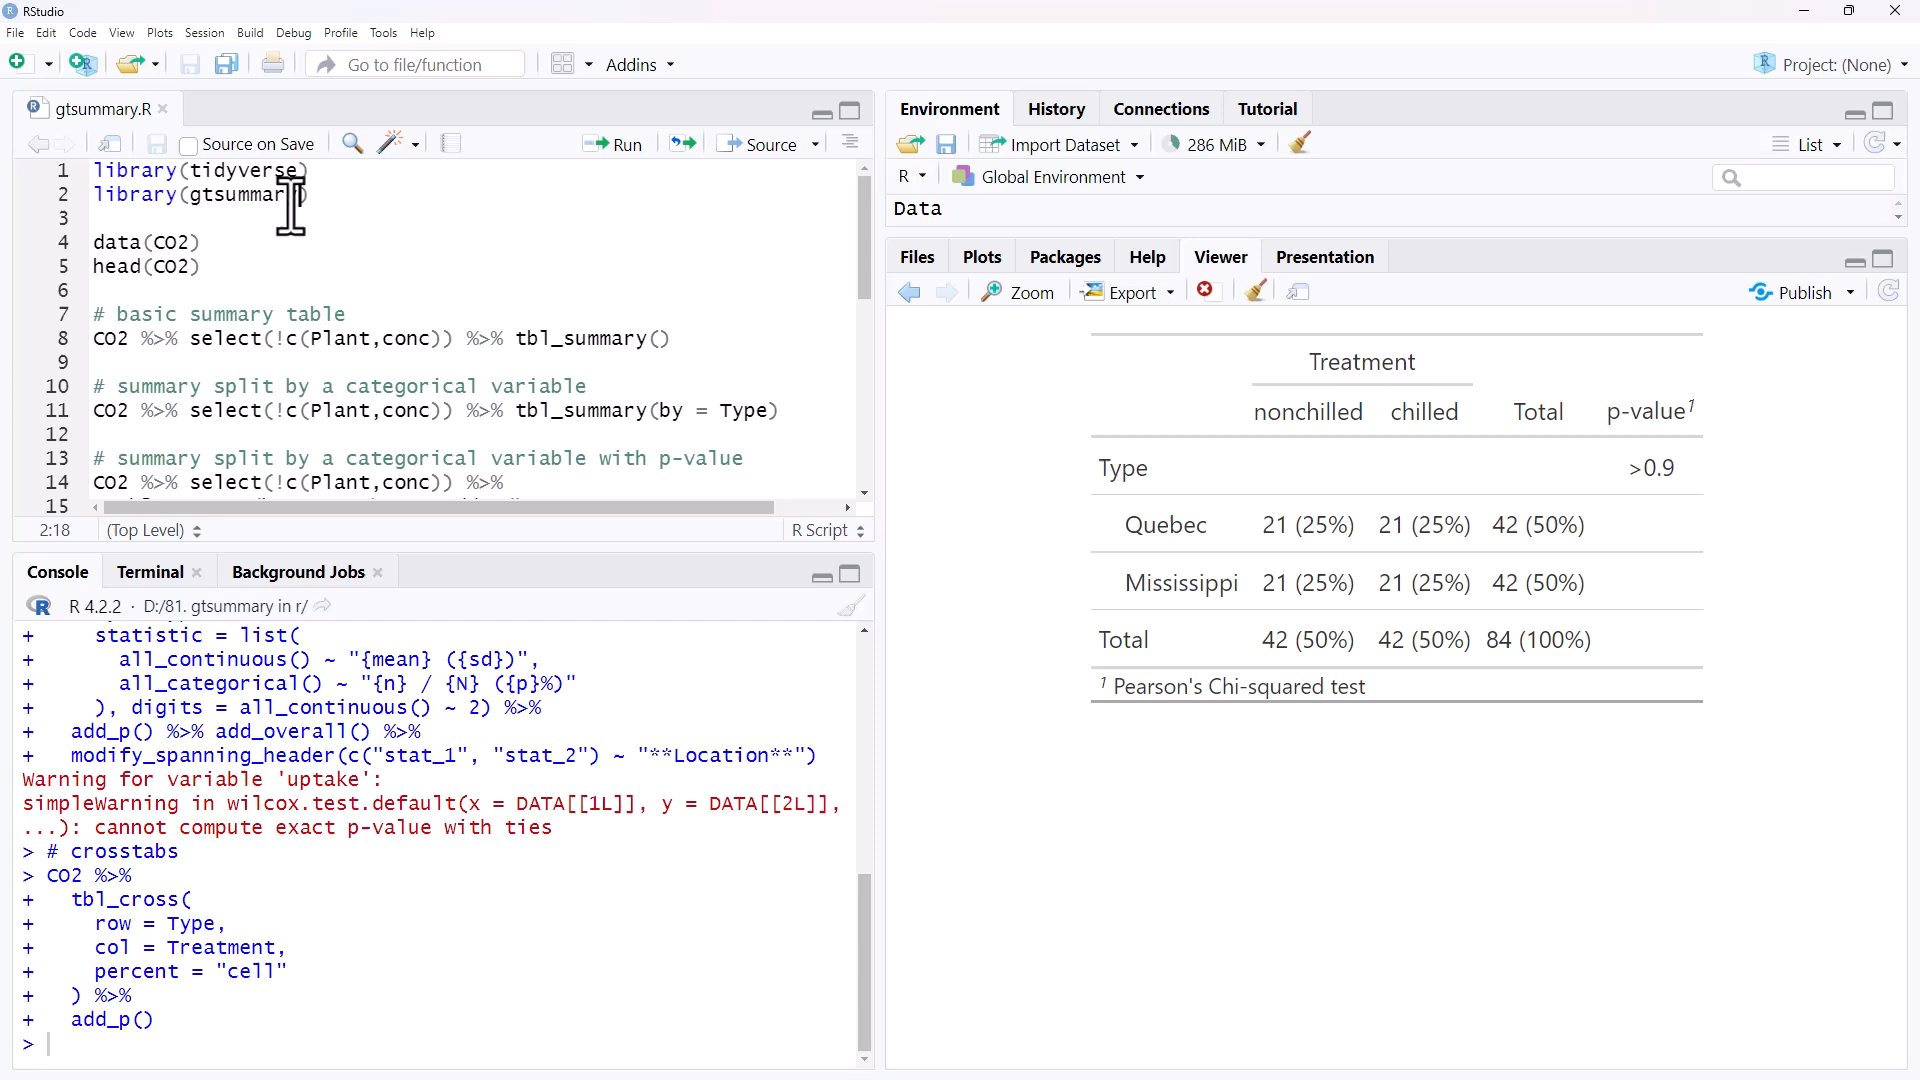 RStudio
File Edit Code View Plots Session Build Debug Profile Tools Help
Go to file/function Addins Project: (None)
gtsummary.R
Source on Save Run Source
1 library(tidyverse)
2 library(gtsummary)
3
4 data(CO2)
5 head(CO2)
6
7 # basic summary table
8 CO2 %>% select(!c(Plant,conc)) %>% tbl_summary()
9
10 # summary split by a categorical variable
11 CO2 %>% select(!c(Plant,conc)) %>% tbl_summary(by = Type)
12
13 # summary split by a categorical variable with p-value
14 CO2 %>% select(!c(Plant,conc)) %>%
15
2:18 (Top Level) R Script
Console Terminal Background Jobs
R 4.2.2 · D:/81. gtsummary in r/
+ statistic = list(
+ all_continuous() ~ "{mean} ({sd})",
+ all_categorical() ~ "{n} / {N} ({p}%)"
+ ), digits = all_continuous() ~ 2) %>%
+ add_p() %>% add_overall() %>%
+ modify_spanning_header(c("stat_1", "stat_2") ~ "**Location**")
Warning for variable 'uptake':
simpleWarning in wilcox.test.default(x = DATA[[1L]], y = DATA[[2L]],
...): cannot compute exact p-value with ties
> # crosstabs
> CO2 %>%
+ tbl_cross(
+ row = Type,
+ col = Treatment,
+ percent = "cell"
+ ) %>%
+ add_p()
>
Environment History Connections Tutorial
Import Dataset 286 MiB List
R Global Environment
Data
Files Plots Packages Help Viewer Presentation
Zoom Export Publish
Treatment
nonchilled chilled Total p-value1
Type >0.9
Quebec 21 (25%) 21 (25%) 42 (50%)
Mississippi 21 (25%) 21 (25%) 42 (50%)
Total 42 (50%) 42 (50%) 84 (100%)
1 Pearson's Chi-squared test